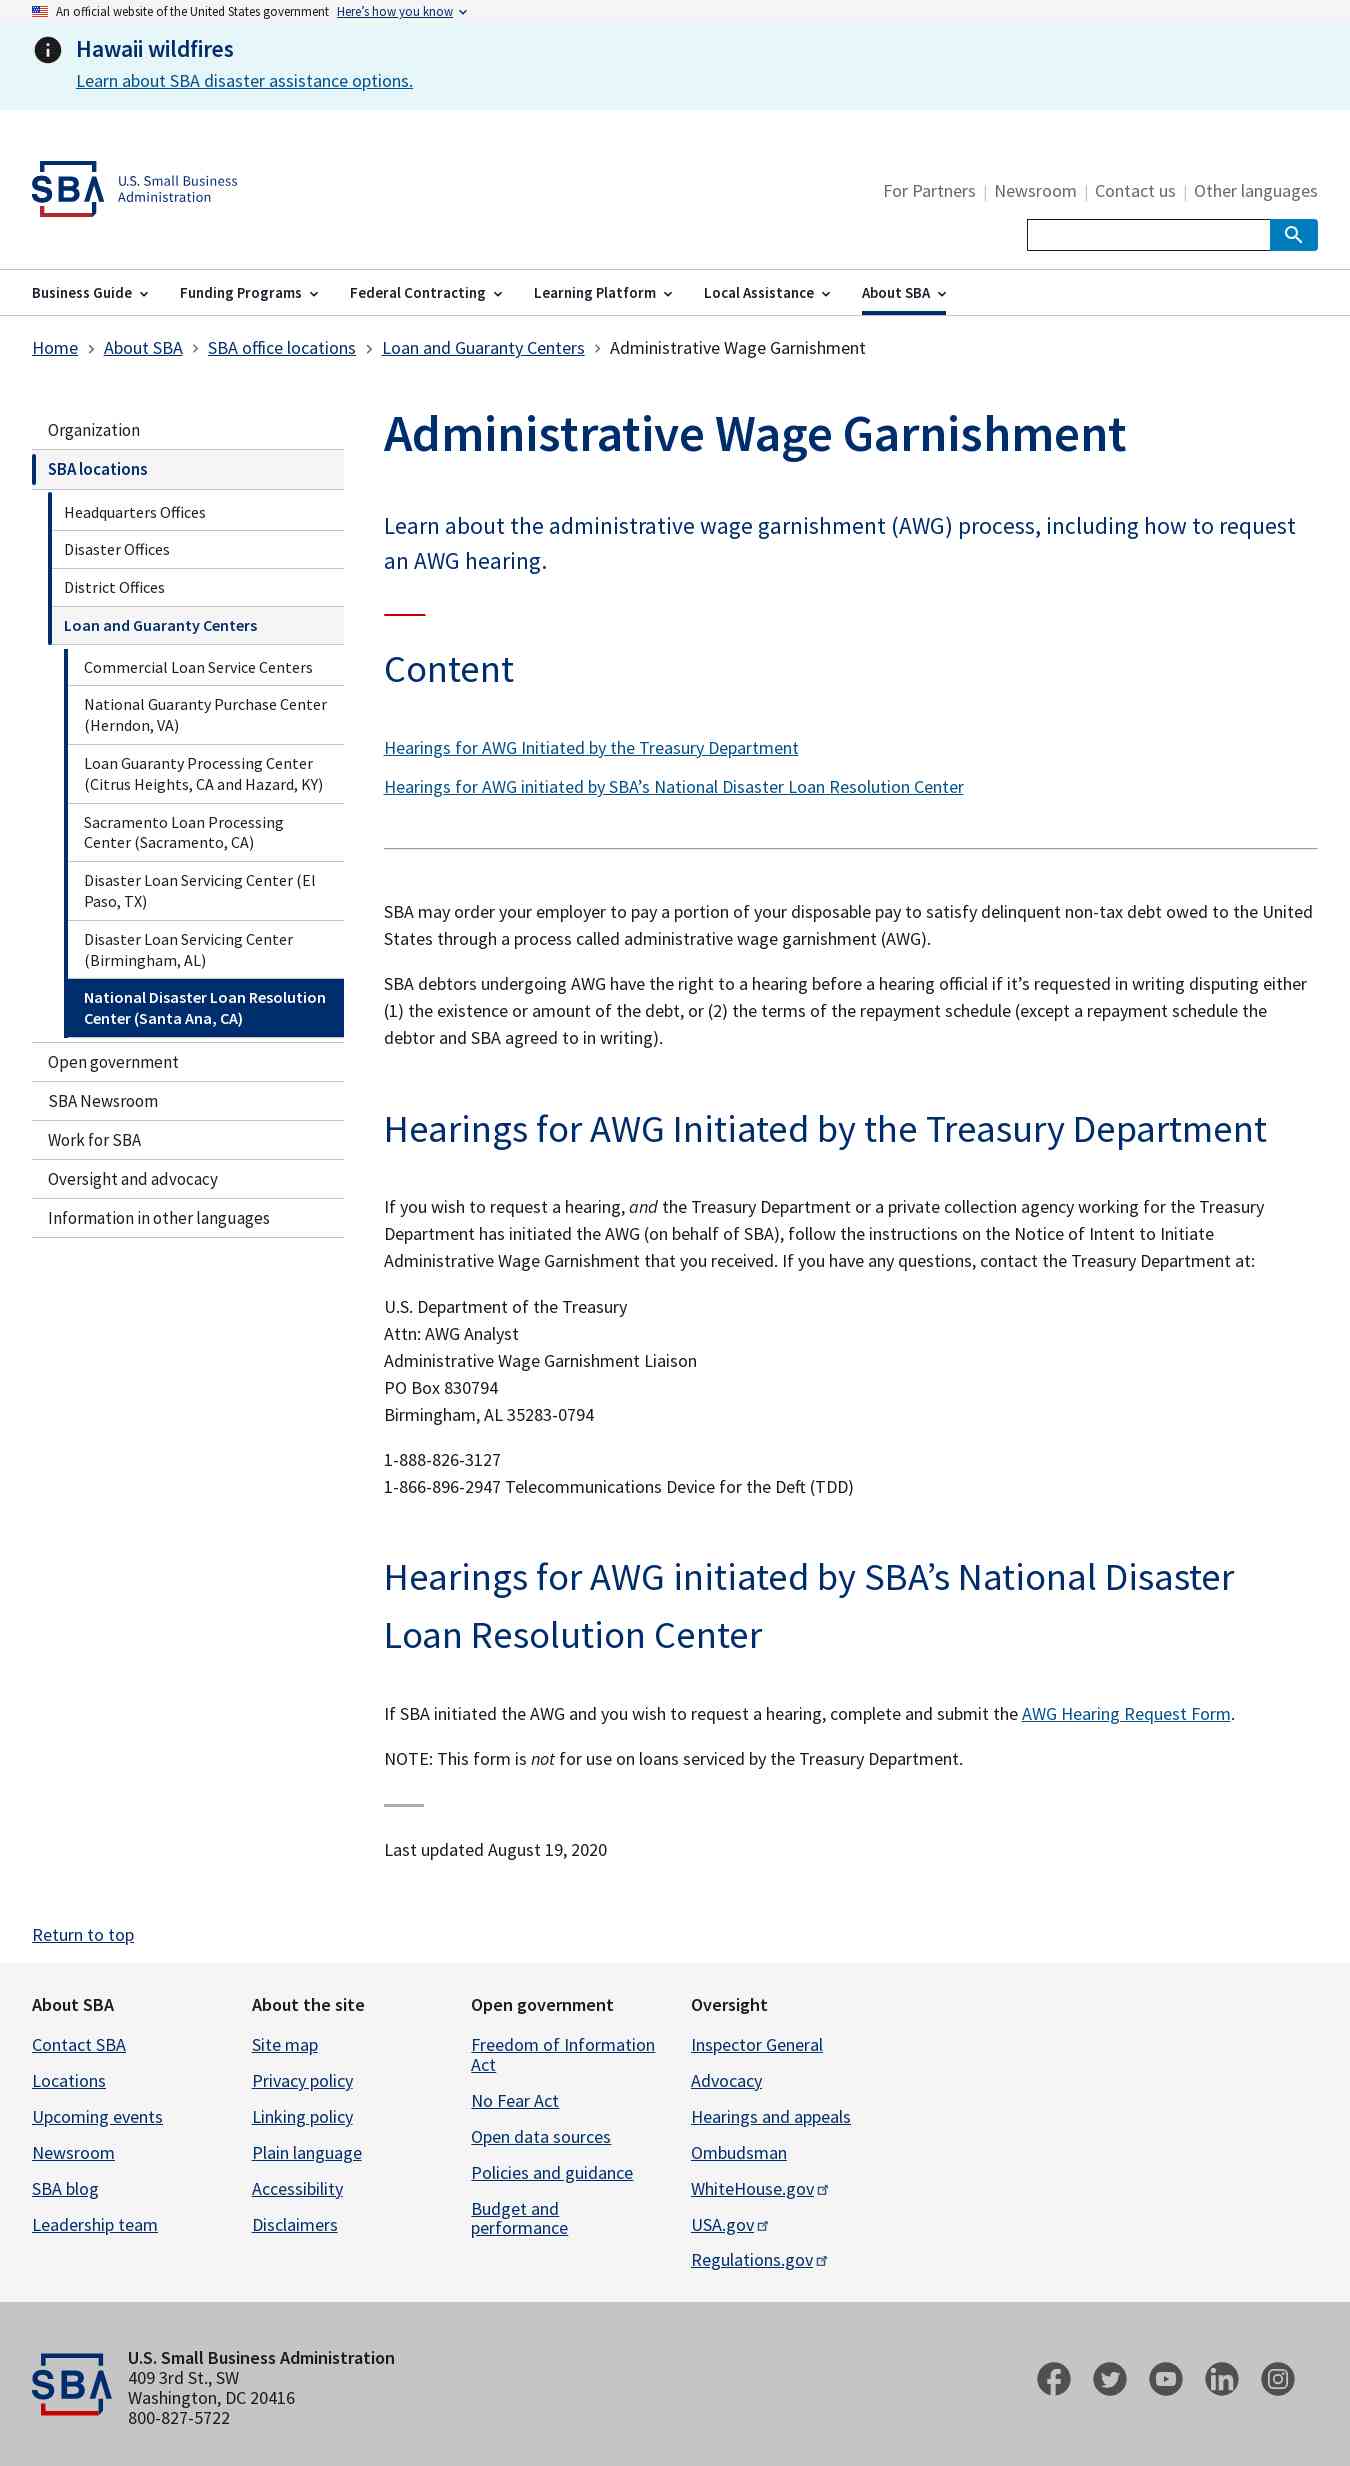 An official website of the United States government Here’s how you know
Hawaii wildfires
Learn about SBA disaster assistance options.
SBA
U.S. Small Business
Administration
For Partners | Newsroom | Contact us | Other languages
Business Guide Funding Programs Federal Contracting Learning Platform Local Assistance About SBA
Home About SBA SBA office locations Loan and Guaranty Centers Administrative Wage Garnishment
Organization
SBA locations
Headquarters Offices
Disaster Offices
District Offices
Loan and Guaranty Centers
Commercial Loan Service Centers
National Guaranty Purchase Center
(Herndon, VA)
Loan Guaranty Processing Center
(Citrus Heights, CA and Hazard, KY)
Sacramento Loan Processing
Center (Sacramento, CA)
Disaster Loan Servicing Center (El
Paso, TX)
Disaster Loan Servicing Center
(Birmingham, AL)
National Disaster Loan Resolution
Center (Santa Ana, CA)
Open government
SBA Newsroom
Work for SBA
Oversight and advocacy
Information in other languages
Administrative Wage Garnishment
Learn about the administrative wage garnishment (AWG) process, including how to request
an AWG hearing.
Content
Hearings for AWG Initiated by the Treasury Department
Hearings for AWG initiated by SBA’s National Disaster Loan Resolution Center
SBA may order your employer to pay a portion of your disposable pay to satisfy delinquent non-tax debt owed to the United
States through a process called administrative wage garnishment (AWG).
SBA debtors undergoing AWG have the right to a hearing before a hearing official if it’s requested in writing disputing either
(1) the existence or amount of the debt, or (2) the terms of the repayment schedule (except a repayment schedule the
debtor and SBA agreed to in writing).
Hearings for AWG Initiated by the Treasury Department
If you wish to request a hearing, and the Treasury Department or a private collection agency working for the Treasury
Department has initiated the AWG (on behalf of SBA), follow the instructions on the Notice of Intent to Initiate
Administrative Wage Garnishment that you received. If you have any questions, contact the Treasury Department at:
U.S. Department of the Treasury
Attn: AWG Analyst
Administrative Wage Garnishment Liaison
PO Box 830794
Birmingham, AL 35283-0794
1-888-826-3127
1-866-896-2947 Telecommunications Device for the Deft (TDD)
Hearings for AWG initiated by SBA’s National Disaster
Loan Resolution Center
If SBA initiated the AWG and you wish to request a hearing, complete and submit the AWG Hearing Request Form.
NOTE: This form is not for use on loans serviced by the Treasury Department.
Last updated August 19, 2020
Return to top
About SBA
Contact SBA
Locations
Upcoming events
Newsroom
SBA blog
Leadership team
About the site
Site map
Privacy policy
Linking policy
Plain language
Accessibility
Disclaimers
Open government
Freedom of Information
Act
No Fear Act
Open data sources
Policies and guidance
Budget and
performance
Oversight
Inspector General
Advocacy
Hearings and appeals
Ombudsman
WhiteHouse.gov
USA.gov
Regulations.gov
SBA
U.S. Small Business Administration
409 3rd St., SW
Washington, DC 20416
800-827-5722